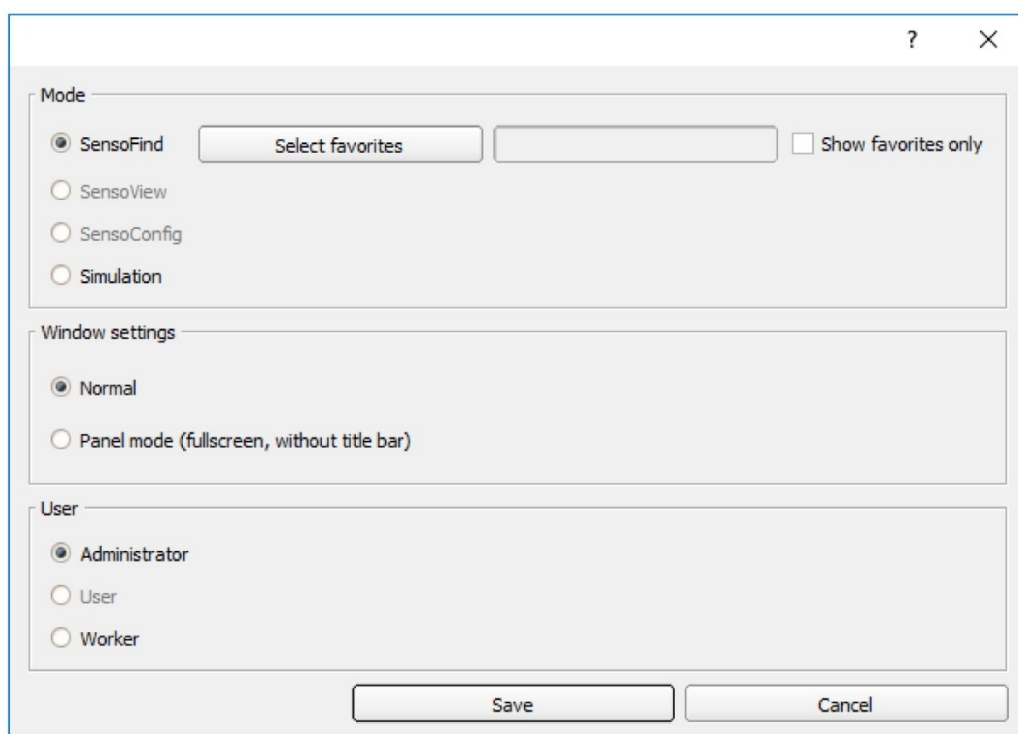 ?
Mode
SensoFind Select favorites Show favorites only
SensoView
SensoConfig
Simulation
Window settings
Normal
Panel mode (fullscreen, without title bar)
User
Administrator
User
Worker
Save Cancel